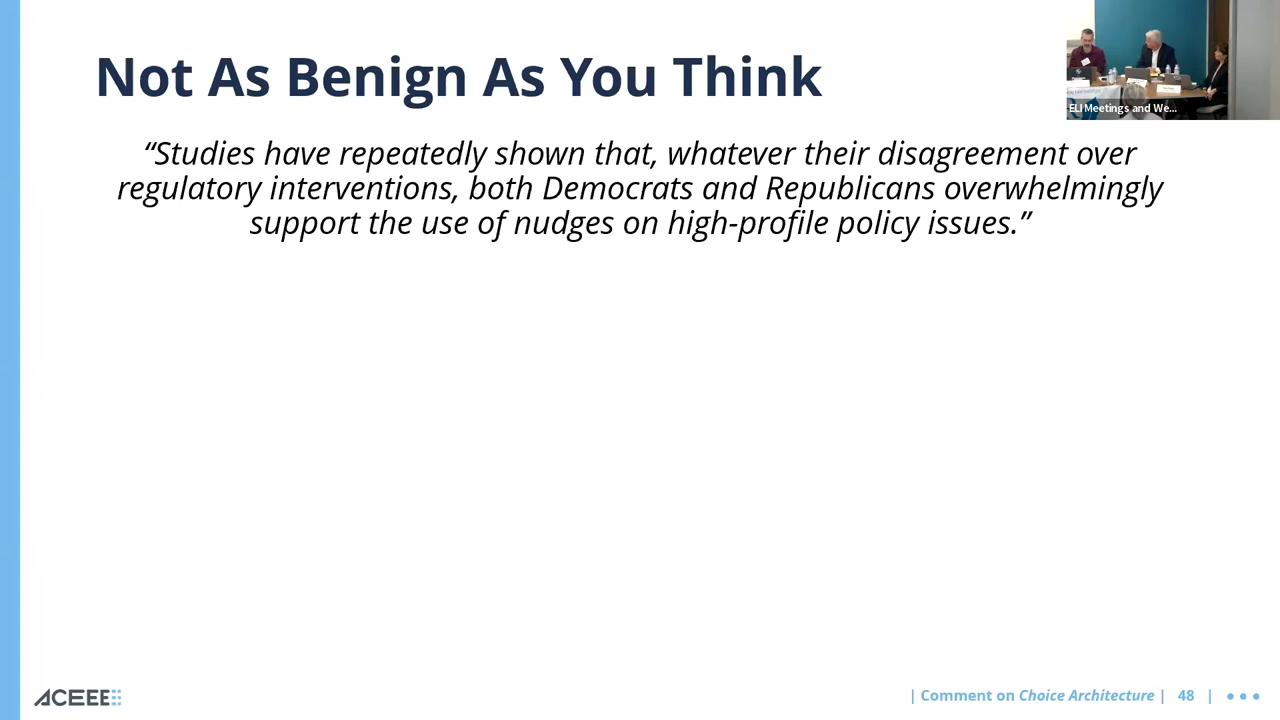 Not As Benign As You Think
“Studies have repeatedly shown that, whatever their disagreement over
regulatory interventions, both Democrats and Republicans overwhelmingly
support the use of nudges on high-profile policy issues.”
ELI Meetings and We...
ACEEE
| Comment on Choice Architecture | 48 |